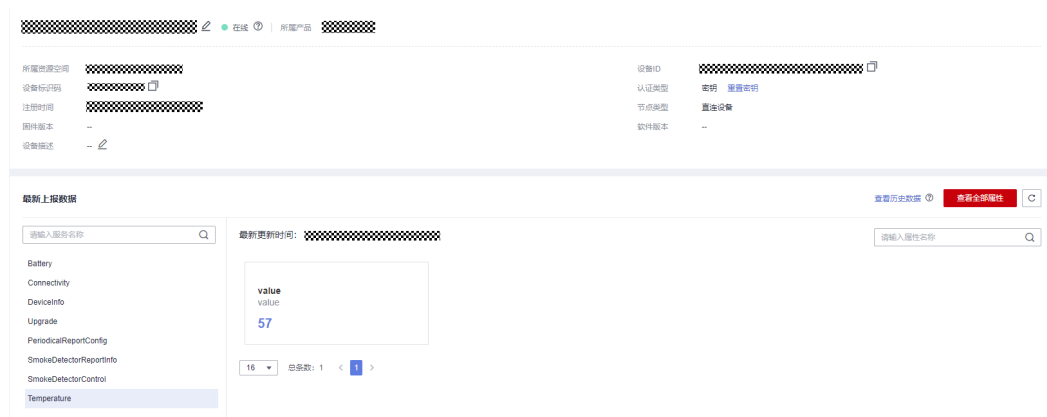 在线 所属产品
所属资源空间
设备ID
设备标识码
认证类型 密钥 重置密钥
注册时间
节点类型 直连设备
固件版本 --
软件版本 --
设备描述 --
最新上报数据
查看历史数据 查看全部属性
请输入服务名称
最新更新时间:
请输入属性名称
Battery
Connectivity
DeviceInfo
Upgrade
PeriodicalReportConfig
SmokeDetectorReportInfo
SmokeDetectorControl
Temperature
value
value
57
16 总条数: 1 < 1 >